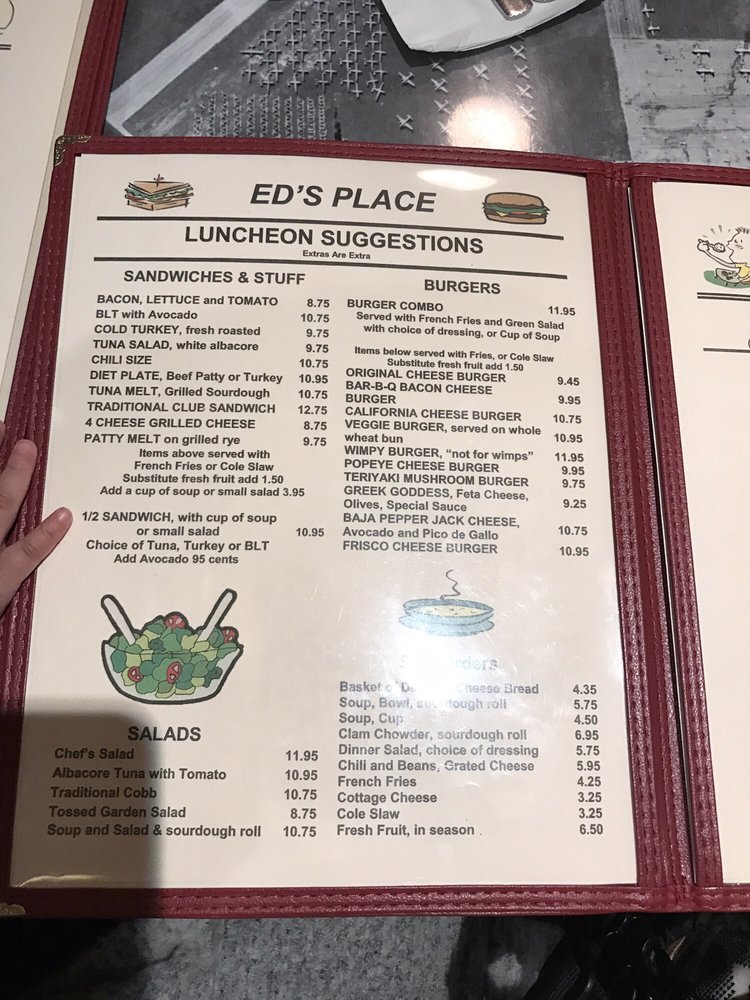 ED'S PLACE
LUNCHEON SUGGESTIONS
Extras Are Extra
SANDWICHES & STUFF
BACON, LETTUCE and TOMATO 8.75
BLT with Avocado 10.75
COLD TURKEY, fresh roasted 9.75
TUNA SALAD, white albacore 9.75
CHILI SIZE 10.75
DIET PLATE, Beef Patty or Turkey 10.95
TUNA MELT, Grilled Sourdough 10.75
TRADITIONAL CLUB SANDWICH 12.75
4 CHEESE GRILLED CHEESE 8.75
PATTY MELT on grilled rye 9.75
Items above served with
French Fries or Cole Slaw
Substitute fresh fruit add 1.50
Add a cup of soup or small salad 3.95
1/2 SANDWICH, with cup of soup
or small salad 10.95
Choice of Tuna, Turkey or BLT
Add Avocado 95 cents
SALADS
Chef's Salad 11.95
Albacore Tuna with Tomato 10.95
Traditional Cobb 10.75
Tossed Garden Salad 8.75
Soup and Salad & sourdough roll 10.75
BURGERS
BURGER COMBO 11.95
Served with French Fries and Green Salad
with choice of dressing, or Cup of Soup
Items below served with Fries, or Cole Slaw
Substitute fresh fruit add 1.50
ORIGINAL CHEESE BURGER 9.45
BAR-B-Q BACON CHEESE
BURGER 9.95
CALIFORNIA CHEESE BURGER 10.75
VEGGIE BURGER, served on whole
wheat bun 10.95
WIMPY BURGER, "not for wimps" 11.95
POPEYE CHEESE BURGER 9.95
TERIYAKI MUSHROOM BURGER 9.75
GREEK GODDESS, Feta Cheese,
Olives, Special Sauce 9.25
BAJA PEPPER JACK CHEESE,
Avocado and Pico de Gallo 10.75
FRISCO CHEESE BURGER 10.95
Basket Cheese Bread 4.35
Soup, Bowl, sourdough roll 5.75
Soup, Cup 4.50
Clam Chowder, sourdough roll 6.95
Dinner Salad, choice of dressing 5.75
Chili and Beans, Grated Cheese 5.95
French Fries 4.25
Cottage Cheese 3.25
Cole Slaw 3.25
Fresh Fruit, in season 6.50